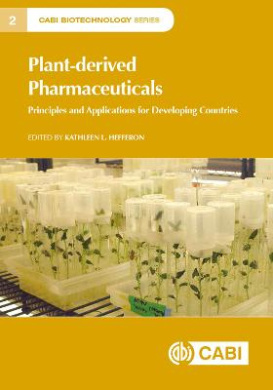 2
CABI BIOTECHNOLOGY SERIES
Plant-derived
Pharmaceuticals
Principles and Applications for Developing Countries
EDITED BY KATHLEEN L. HEFFERON
CABI